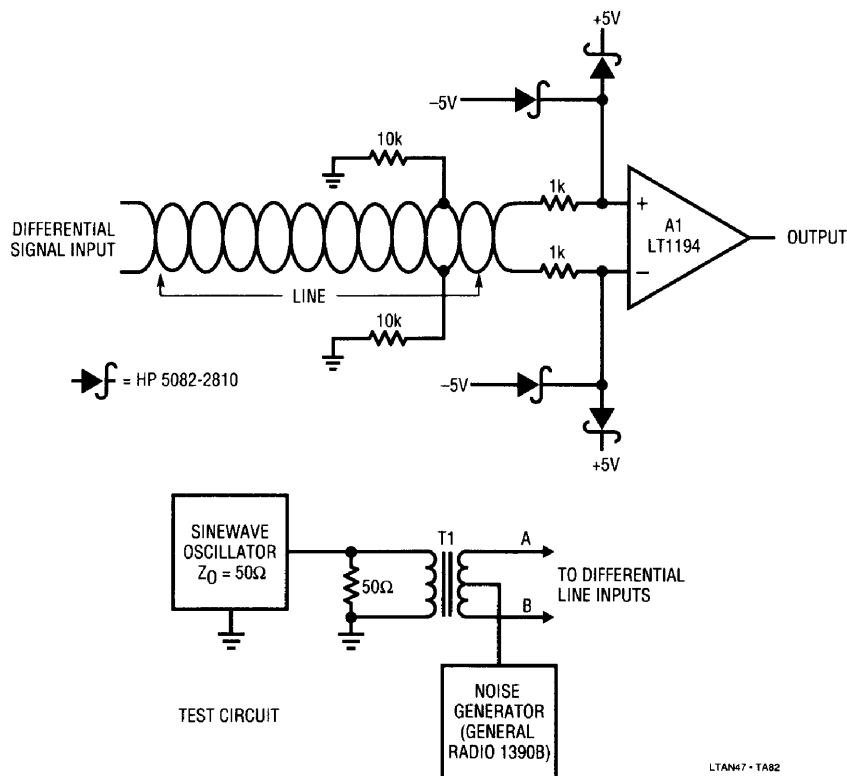 +5V
–5V
10k
1k
+
A1
LT1194
OUTPUT
DIFFERENTIAL
SIGNAL INPUT
LINE
1k
–
10k
= HP 5082-2810
–5V
+5V
SINEWAVE
OSCILLATOR
Z0 = 50Ω
50Ω
T1
A
TO DIFFERENTIAL
LINE INPUTS
B
NOISE
GENERATOR
(GENERAL
RADIO 1390B)
TEST CIRCUIT
LTAN47 • TA82